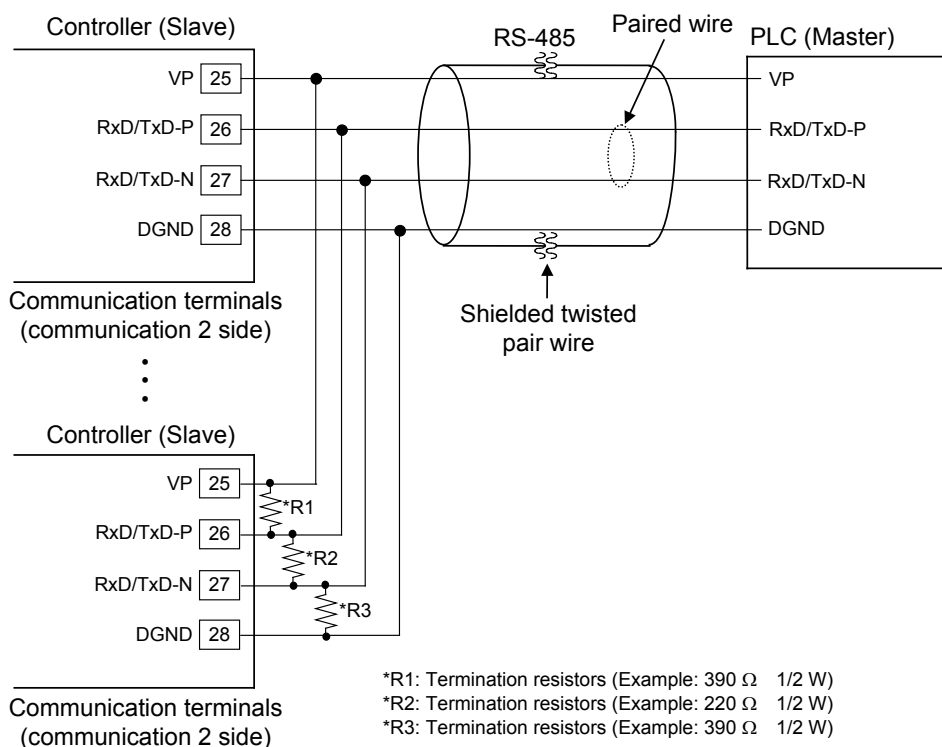 Controller (Slave)
Paired wire
RS-485
PLC (Master)
VP 25
VP
RxD/TxD-P 26
RxD/TxD-P
RxD/TxD-N 27
RxD/TxD-N
DGND 28
DGND
Communication terminals
(communication 2 side)
Shielded twisted
pair wire
Controller (Slave)
VP 25
*R1
RxD/TxD-P 26
*R2
RxD/TxD-N 27
*R3
DGND 28
*R1: Termination resistors (Example: 390 Ω 1/2 W)
*R2: Termination resistors (Example: 220 Ω 1/2 W)
*R3: Termination resistors (Example: 390 Ω 1/2 W)
Communication terminals
(communication 2 side)